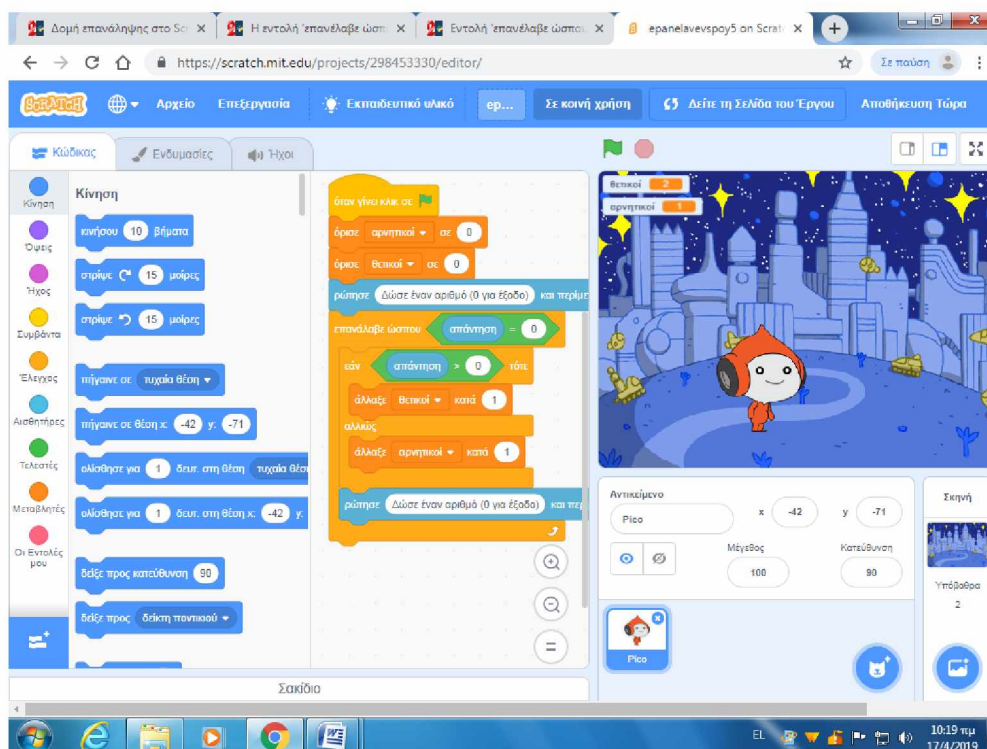 Δομή επανάληψης στο Sc
Η εντολή 'επανέλαβε ώσπ
Εντολή 'επανέλαβε ώσπου
epanelavevspoy5 on Scrat
https://scratch.mit.edu/projects/298453330/editor/
Σε παύση
SCRATCH
Αρχείο
Επεξεργασία
Εκπαιδευτικό υλικό
ep...
Σε κοινή χρήση
Δείτε τη Σελίδα του Έργου
Αποθήκευση Τώρα
Κώδικας
Ενδυμασίες
Ήχοι
Κίνηση
Όψεις
Ήχος
Συμβάντα
Έλεγχος
Αισθητήρες
Τελεστές
Μεταβλητές
Οι Εντολές μου
Κίνηση
κινήσου 10 βήματα
στρίψε 15 μοίρες
στρίψε 15 μοίρες
πήγαινε σε τυχαία θέση
πήγαινε σε θέση x: -42 y: -71
ολίσθησε για 1 δευτ. στη θέση τυχαία θέσ
ολίσθησε για 1 δευτ. στη θέση x: -42 y:
δείξε προς κατεύθυνση 90
δείξε προς δείκτη ποντικιού
όταν γίνει κλικ σε
όρισε αρνητικοί σε 0
όρισε θετικοί σε 0
ρώτησε Δώσε έναν αριθμό (0 για έξοδο) και περίμε
επανάλαβε ώσπου απάντηση = 0
εάν απάντηση > 0 τότε
άλλαξε θετικοί κατά 1
αλλιώς
άλλαξε αρνητικοί κατά 1
ρώτησε Δώσε έναν αριθμό (0 για έξοδο) και περ
Σακίδιο
θετικοί 2
αρνητικοί 1
Αντικείμενο
Pico
x -42
y -71
Μέγεθος
100
Κατεύθυνση
90
Pico
Σκηνή
Υπόβαθρα
2
EL
10:19 πμ
17/4/2019